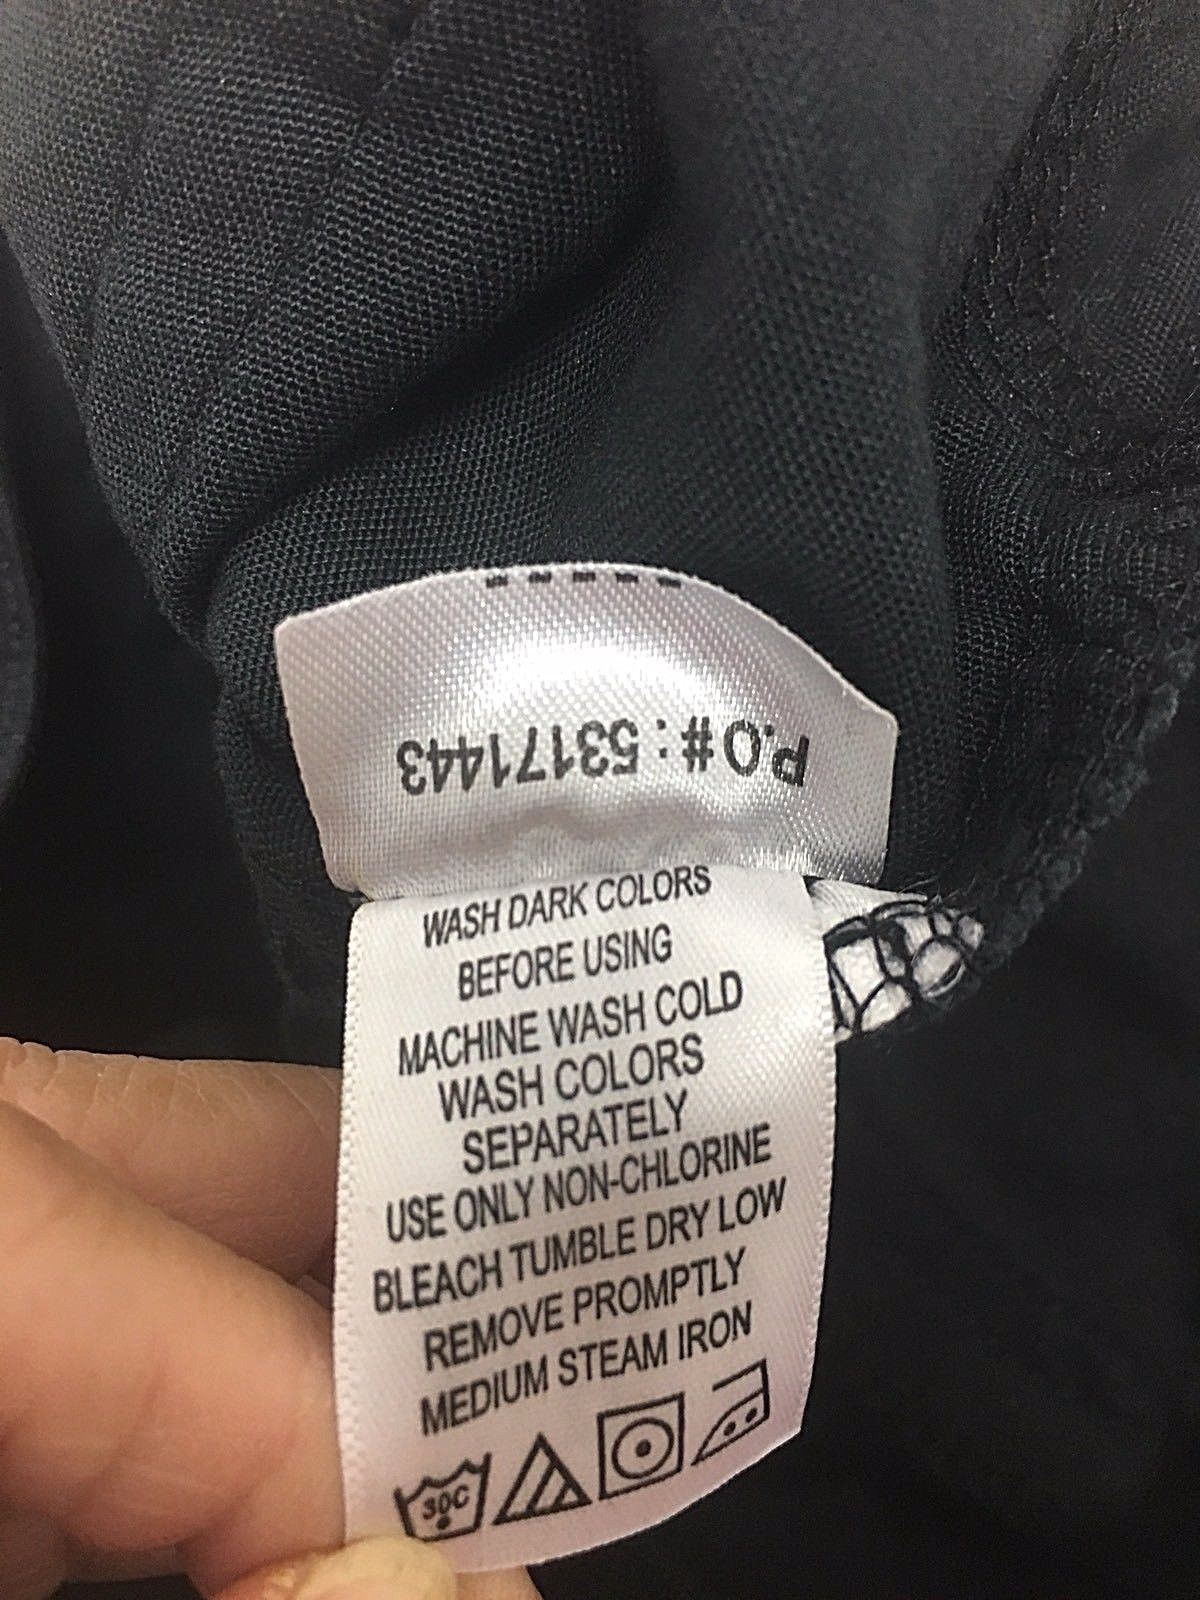 P.O#: 53171443
WASH DARK COLORS
BEFORE USING
MACHINE WASH COLD
WASH COLORS
SEPARATELY
USE ONLY NON-CHLORINE
BLEACH TUMBLE DRY LOW
REMOVE PROMPTLY
MEDIUM STEAM IRON
30C